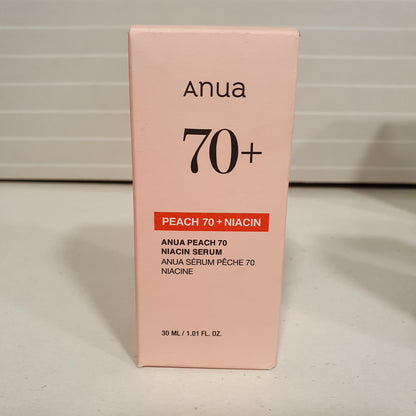 Anua
70+
PEACH 70 + NIACIN
ANUA PEACH 70
NIACIN SERUM
ANUA SÉRUM PÊCHE 70
NIACINE
30 ML / 1.01 FL. OZ.